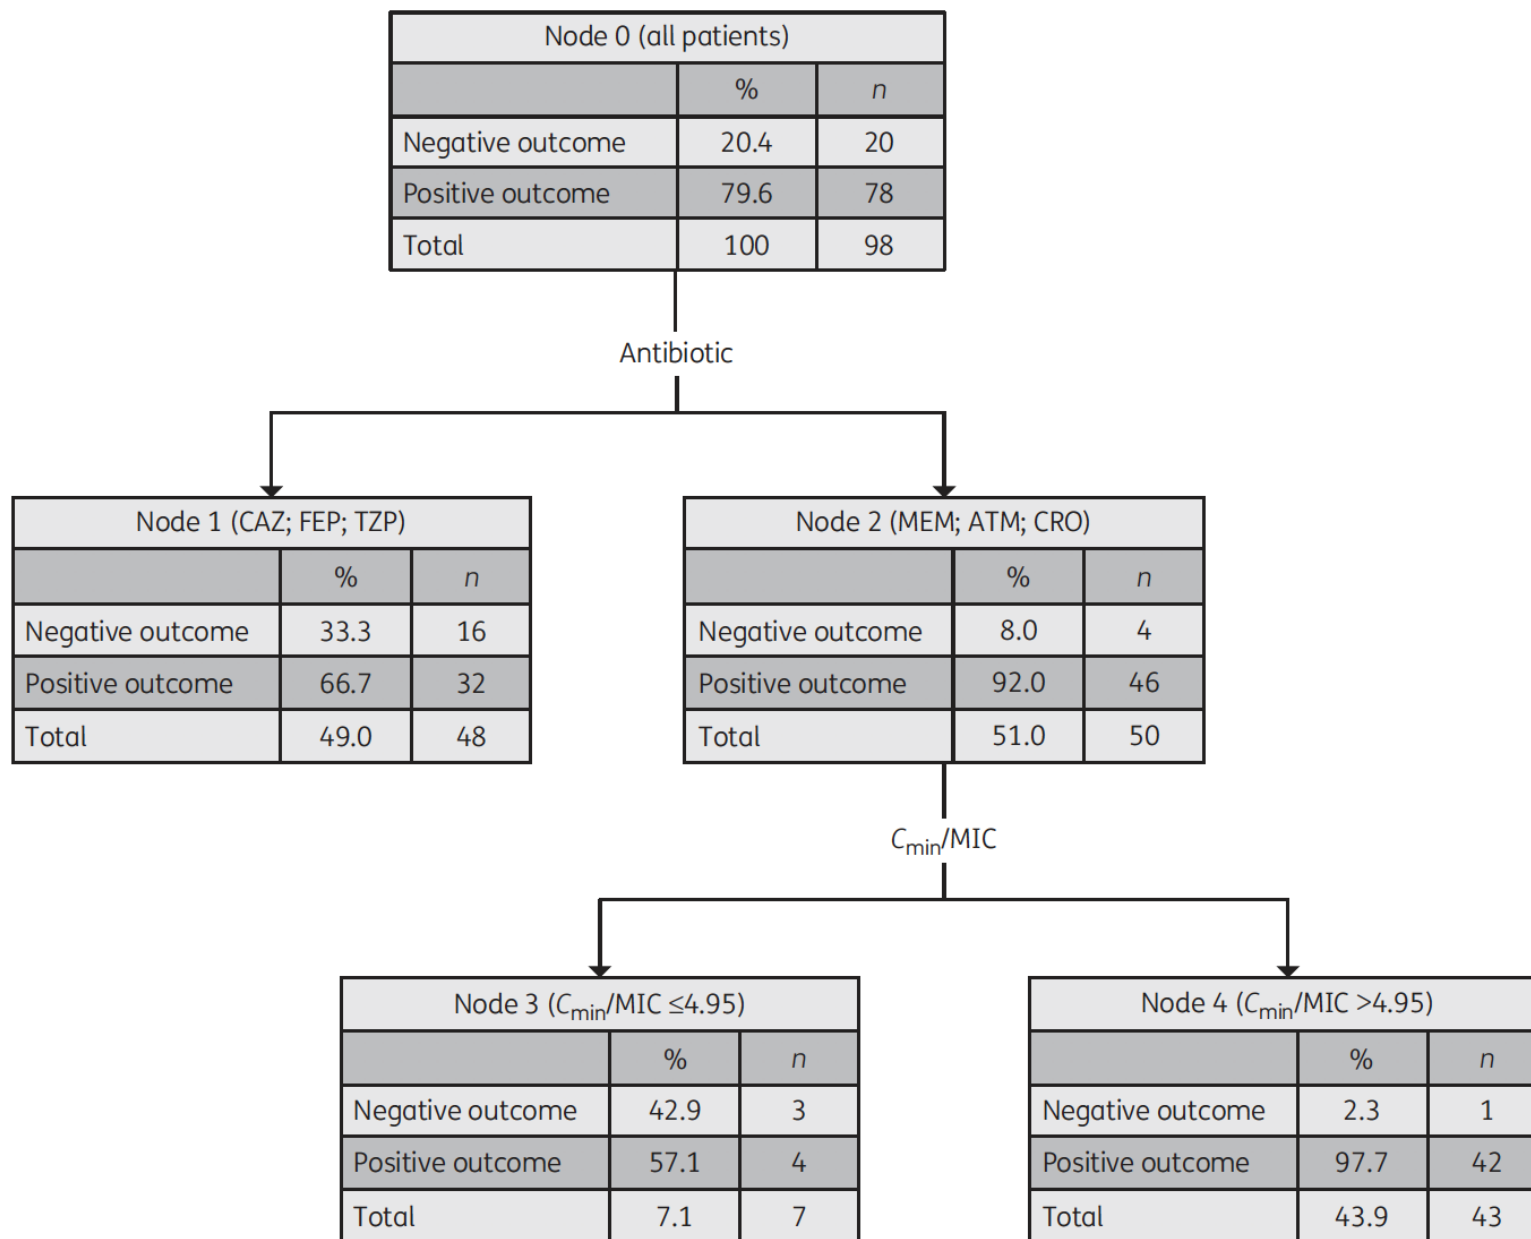 Node 0 (all patients)
% n
Negative outcome 20.4 20
Positive outcome 79.6 78
Total 100 98
Antibiotic
Node 1 (CAZ; FEP; TZP)
% n
Negative outcome 33.3 16
Positive outcome 66.7 32
Total 49.0 48
Node 2 (MEM; ATM; CRO)
% n
Negative outcome 8.0 4
Positive outcome 92.0 46
Total 51.0 50
Cmin/MIC
Node 3 (Cmin/MIC ≤4.95)
% n
Negative outcome 42.9 3
Positive outcome 57.1 4
Total 7.1 7
Node 4 (Cmin/MIC >4.95)
% n
Negative outcome 2.3 1
Positive outcome 97.7 42
Total 43.9 43